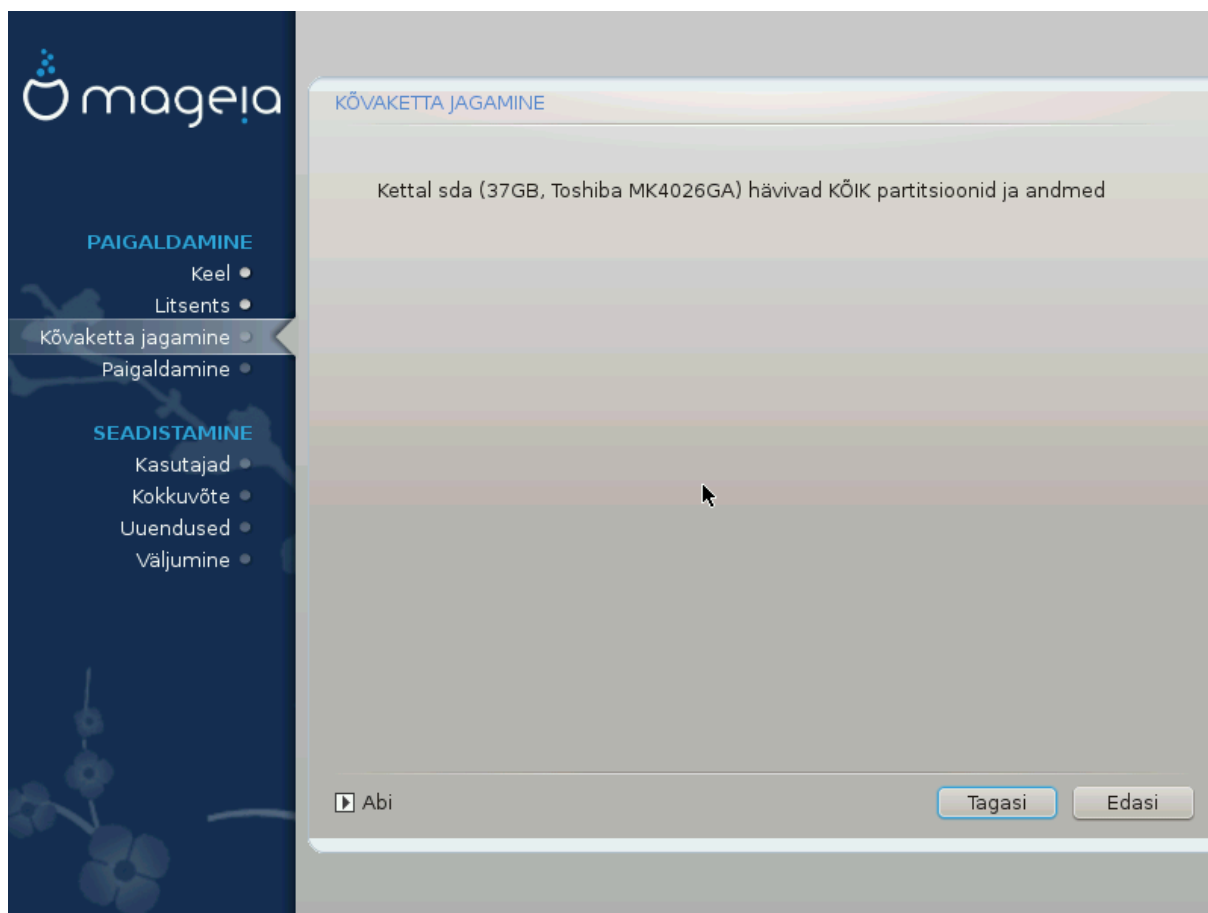 mageia
PAIGALDAMINE
Keel
Litsents
Kõvaketta jagamine
Paigaldamine
SEADISTAMINE
Kasutajad
Kokkuvõte
Uuendused
Väljumine
KÕVAKETTA JAGAMINE
Kettal sda (37GB, Toshiba MK4026GA) hävivad KÕIK partitsioonid ja andmed
Abi
Tagasi
Edasi